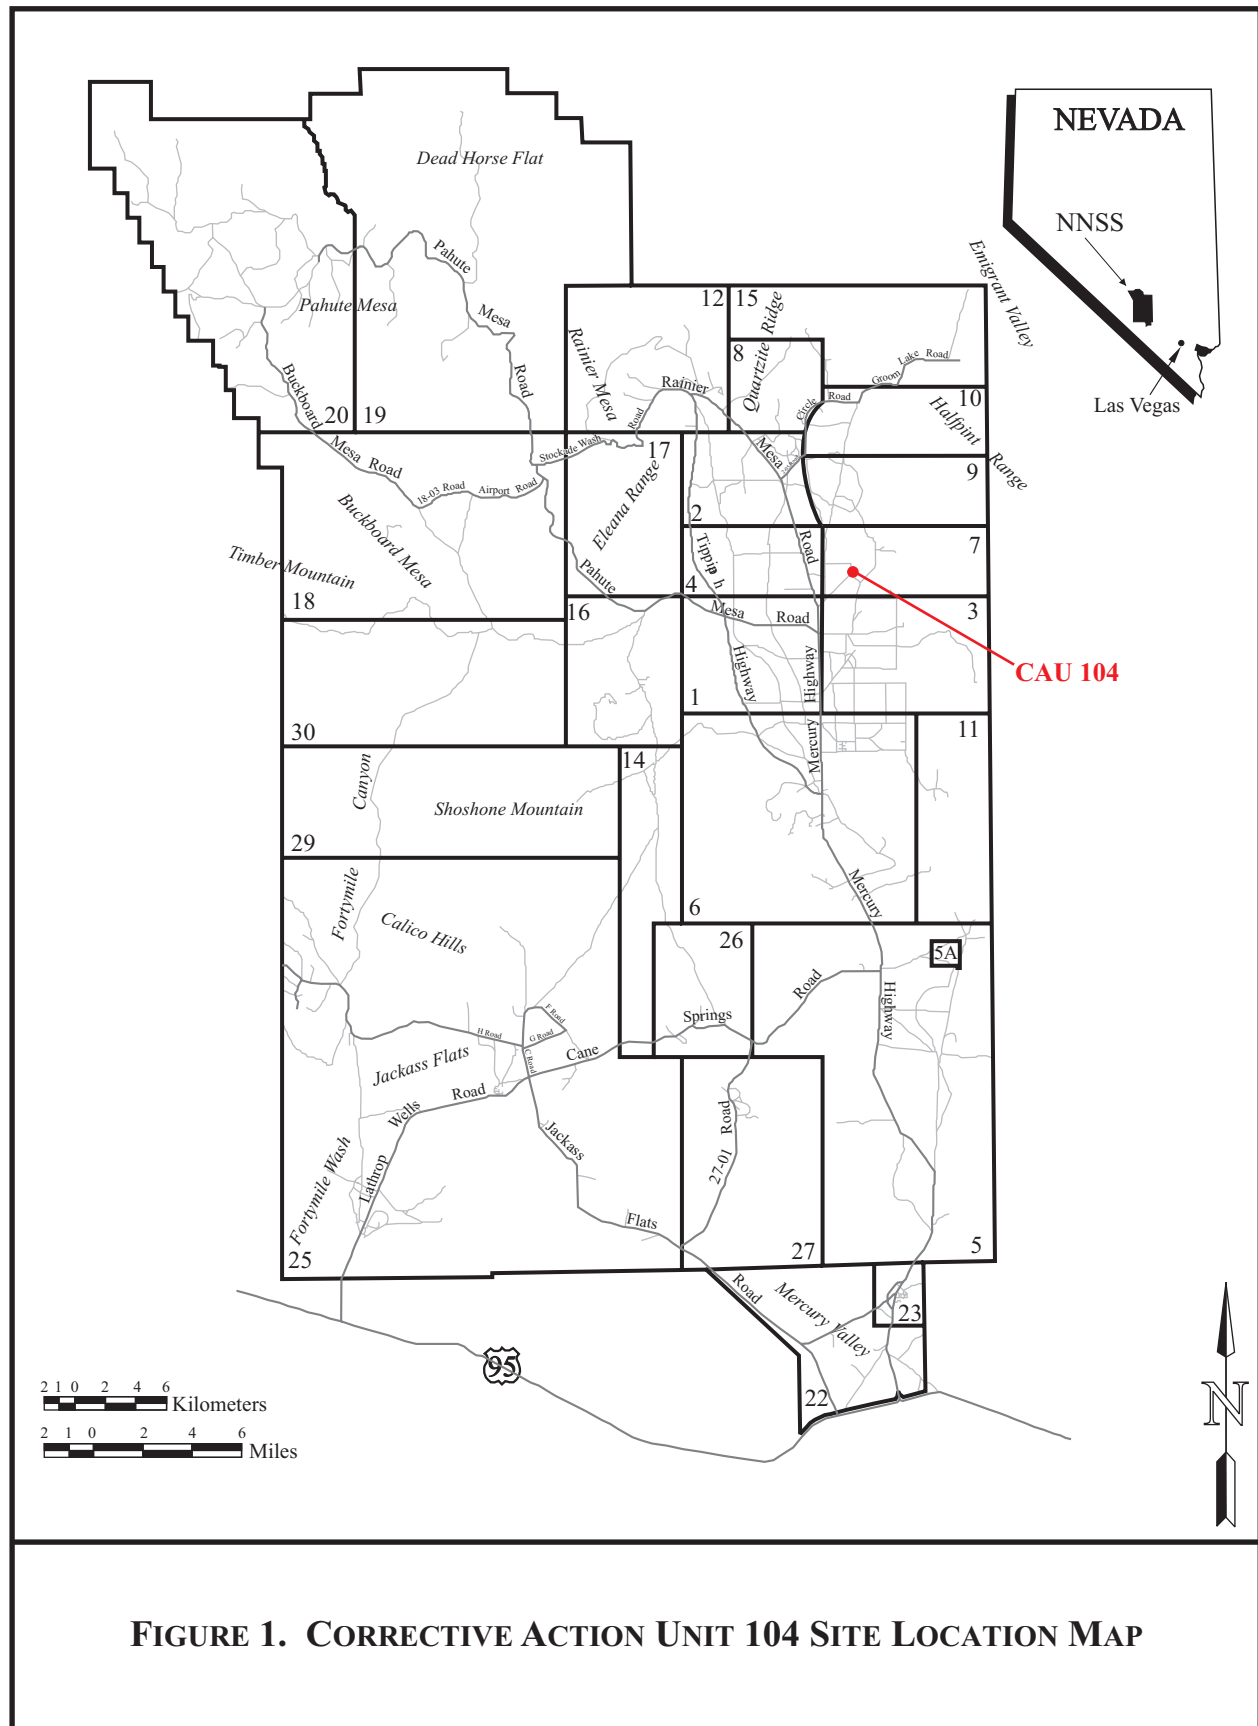 NEVADA
NNSS
Las Vegas
Dead Horse Flat
Pahute
Mesa
Road
Pahute Mesa
Emigrant Valley
12
15
Quartzite Ridge
8
Rainier Mesa
Rainier
Mesa
Road
Groom
Lake Road
Circle
Road
10
Halfpint
Range
Buckboard
Mesa
Road
20
19
Stockade Wash
Road
17
9
18-03
Road
Airport
Road
Eleana Range
2
7
Buckboard Mesa
Timber Mountain
Tippip
h
Highway
Pahute
Mesa
Road
4
18
16
3
CAU 104
Highway
Mercury
1
30
11
14
Canyon
Shoshone Mountain
29
Fortymile
Calico Hills
Mercury
Highway
6
26
5A
Road
Springs
Cane
F Road
G Road
H Road
C Road
Jackass Flats
Road
Wells
Lathrop
Jackass
Flats
Road
27-01
Road
Fortymile Wash
25
27
5
Mercury Valley
23
22
95
2 1 0 2 4 6
Kilometers
2 1 0 2 4 6
Miles
N
FIGURE 1. CORRECTIVE ACTION UNIT 104 SITE LOCATION MAP